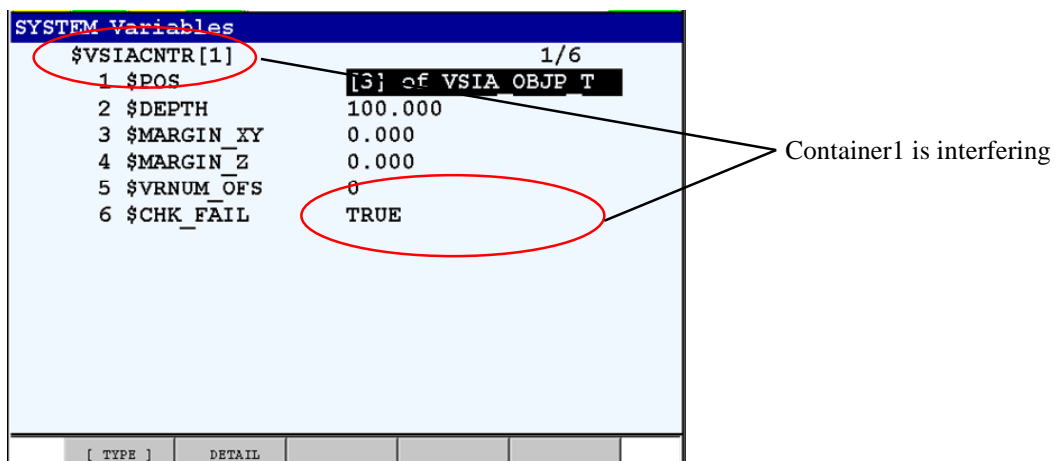 SYSTEM Variables
$VSIACNTR[1] 1/6
1 $POS [3] of VSIA_OBJP_T
2 $DEPTH 100.000
3 $MARGIN_XY 0.000
4 $MARGIN_Z 0.000
5 $VRNUM_OFS 0
6 $CHK_FAIL TRUE
Container1 is interfering
[ TYPE ] DETAIL